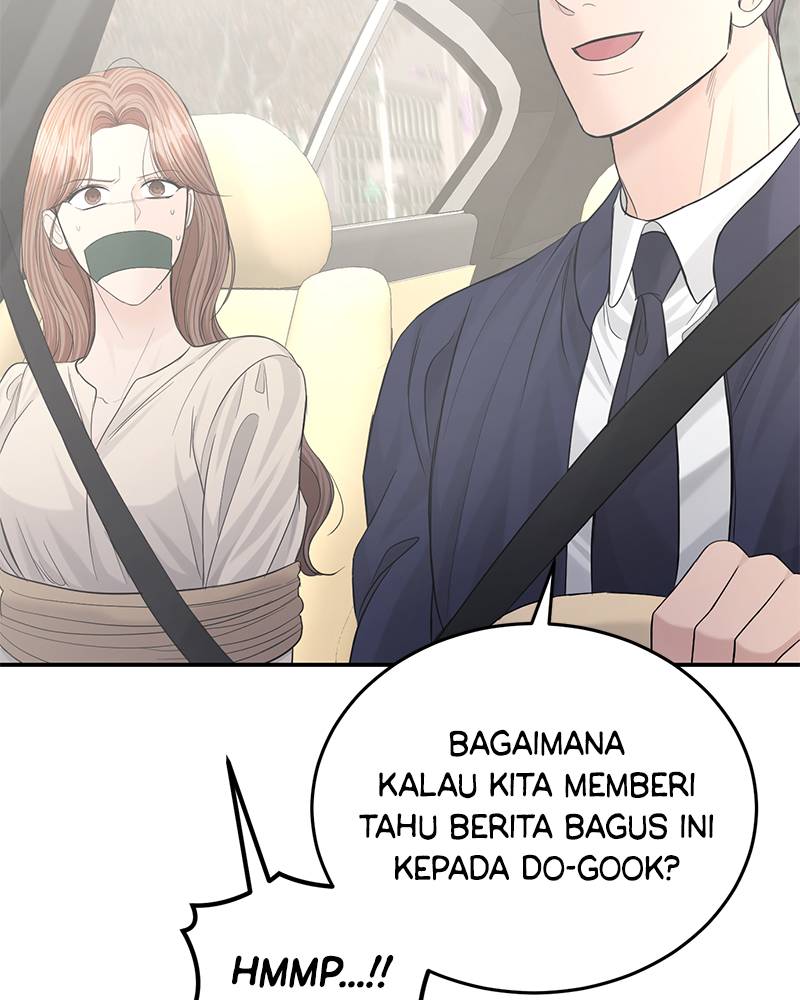 BAGAIMANA
KALAU KITA MEMBERI
TAHU BERITA BAGUS INI
KEPADA DO-GOOK?
HMMP...!!